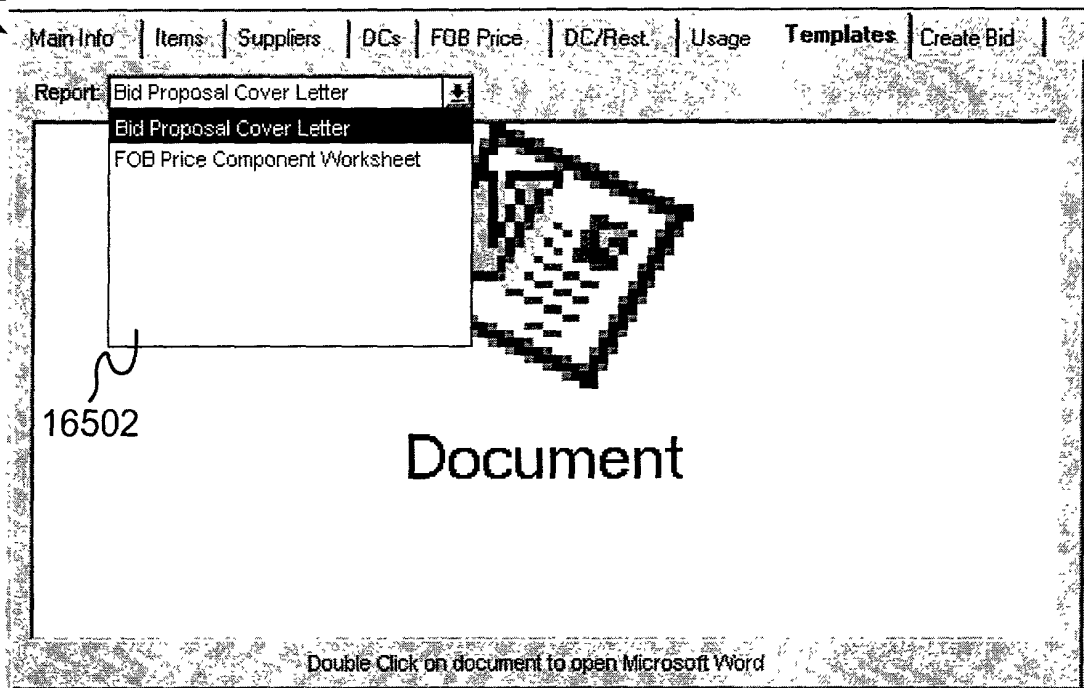 Main Info Items Suppliers DCs FOB Price DC/Rest. Usage Templates Create Bid
Report: Bid Proposal Cover Letter
Bid Proposal Cover Letter
FOB Price Component Worksheet
16502
Document
Double Click on document to open Microsoft Word